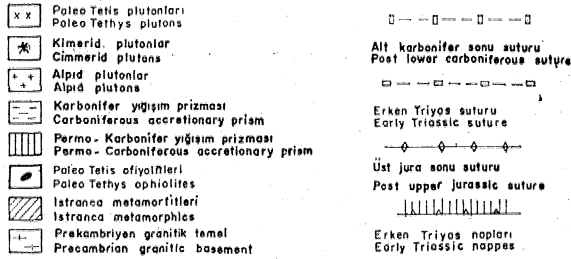 Paleo Tetis plutonları
Paleo Tethys plutons
Kimerid. plutonlar
Cimmerid plutons
Alpid plutonlar
Alpid plutons
Karbonifer yığışım prizması
Carboniferous accretionary prism
Permo - Karbonifer yığışım prizması
Permo - Carboniferous accretionary prism
Paleo Tetis ofiyolitleri
Paleo Tethys ophiolites
Istranca metamorfitleri
Istranca metamorphics
Prekambriyen granitik temel
Precambrian granitic basement
Alt karbonifer sonu suturu
Post lower carboniferous suture
Erken Triyas suturu
Early Triassic suture
Üst jura sonu suturu
Post upper jurassic suture
Erken Triyas napları
Early Triassic nappes